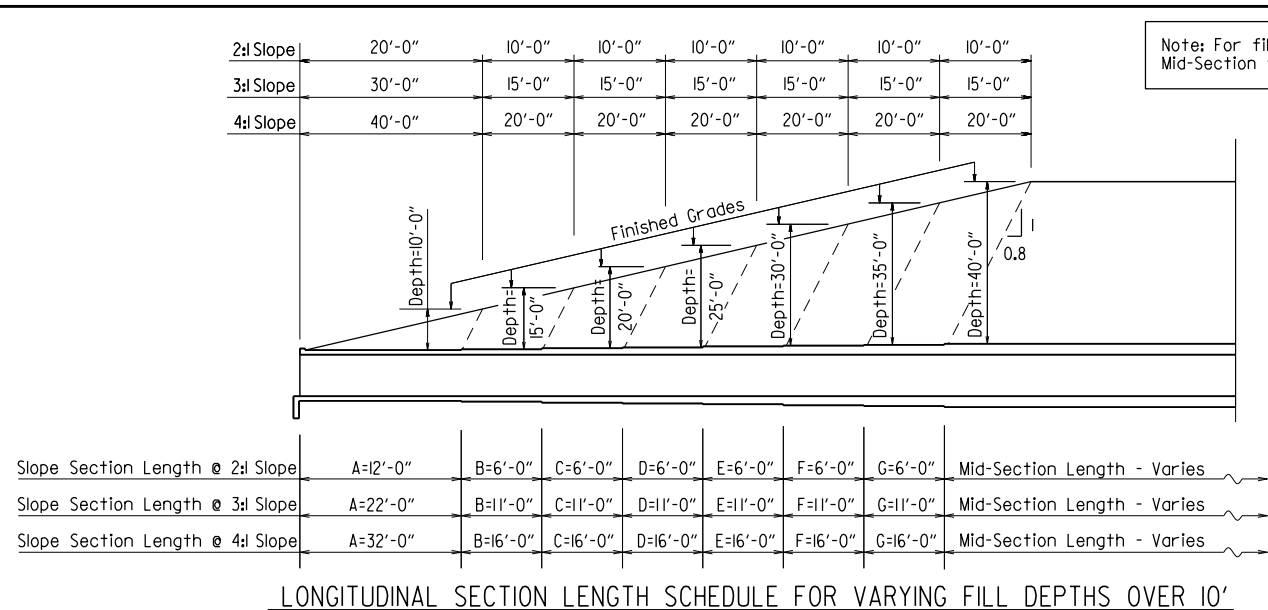 Note: For
Mid-Section
2:1 Slope 20'-0" 10'-0" 10'-0" 10'-0" 10'-0" 10'-0" 10'-0"
3:1 Slope 30'-0" 15'-0" 15'-0" 15'-0" 15'-0" 15'-0" 15'-0"
4:1 Slope 40'-0" 20'-0" 20'-0" 20'-0" 20'-0" 20'-0" 20'-0"
Finished Grades
Depth=10'-0"
Depth=
15'-0"
Depth=
20'-0"
Depth=
25'-0"
Depth=30'-0"
Depth=35'-0"
Depth=40'-0"
1
0.8
Slope Section Length @ 2:1 Slope A=12'-0" B=6'-0" C=6'-0" D=6'-0" E=6'-0" F=6'-0" G=6'-0" Mid-Section Length - Varies
Slope Section Length @ 3:1 Slope A=22'-0" B=11'-0" C=11'-0" D=11'-0" E=11'-0" F=11'-0" G=11'-0" Mid-Section Length - Varies
Slope Section Length @ 4:1 Slope A=32'-0" B=16'-0" C=16'-0" D=16'-0" E=16'-0" F=16'-0" G=16'-0" Mid-Section Length - Varies
LONGITUDINAL SECTION LENGTH SCHEDULE FOR VARYING FILL DEPTHS OVER 10'